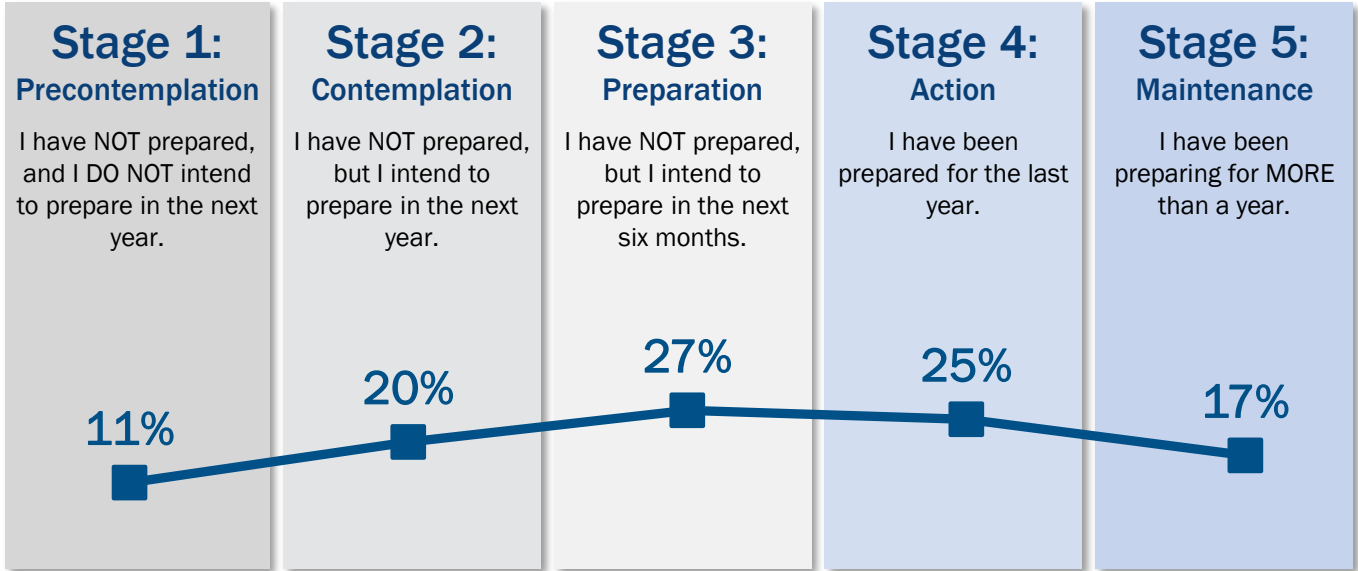 Stage 1:
Precontemplation
I have NOT prepared,
and I DO NOT intend
to prepare in the next
year.
11%
Stage 2:
Contemplation
I have NOT prepared,
but I intend to
prepare in the next
year.
20%
Stage 3:
Preparation
I have NOT prepared,
but I intend to
prepare in the next
six months.
27%
Stage 4:
Action
I have been
prepared for the last
year.
25%
Stage 5:
Maintenance
I have been
preparing for MORE
than a year.
17%